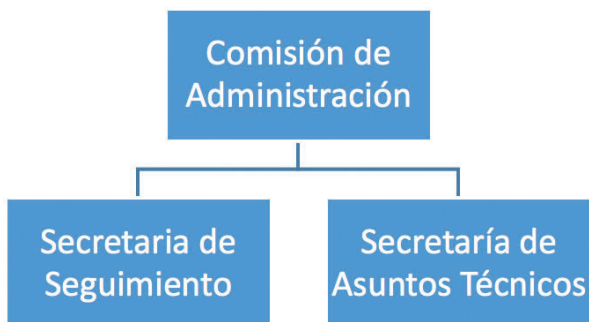 Comisión de
Administración
Secretaria de
Seguimiento
Secretaría de
Asuntos Técnicos